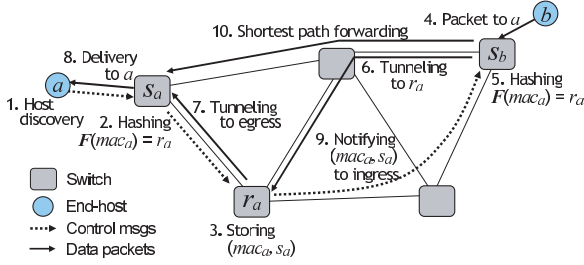 10. Shortest path forwarding
4. Packet to a
b
8. Delivery
to a
a
1. Host
discovery
s_a
2. Hashing
F(mac_a) = r_a
7. Tunneling
to egress
6. Tunneling
to r_a
s_b
5. Hashing
F(mac_a) = r_a
9. Notifying
(mac_a, s_a)
to ingress
r_a
3. Storing
(mac_a, s_a)
Switch
End-host
Control msgs
Data packets